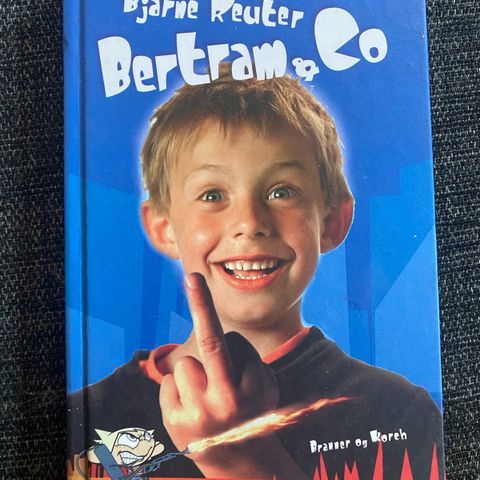 Bjarne Reuter
Bertram & Co
Branner og Korch